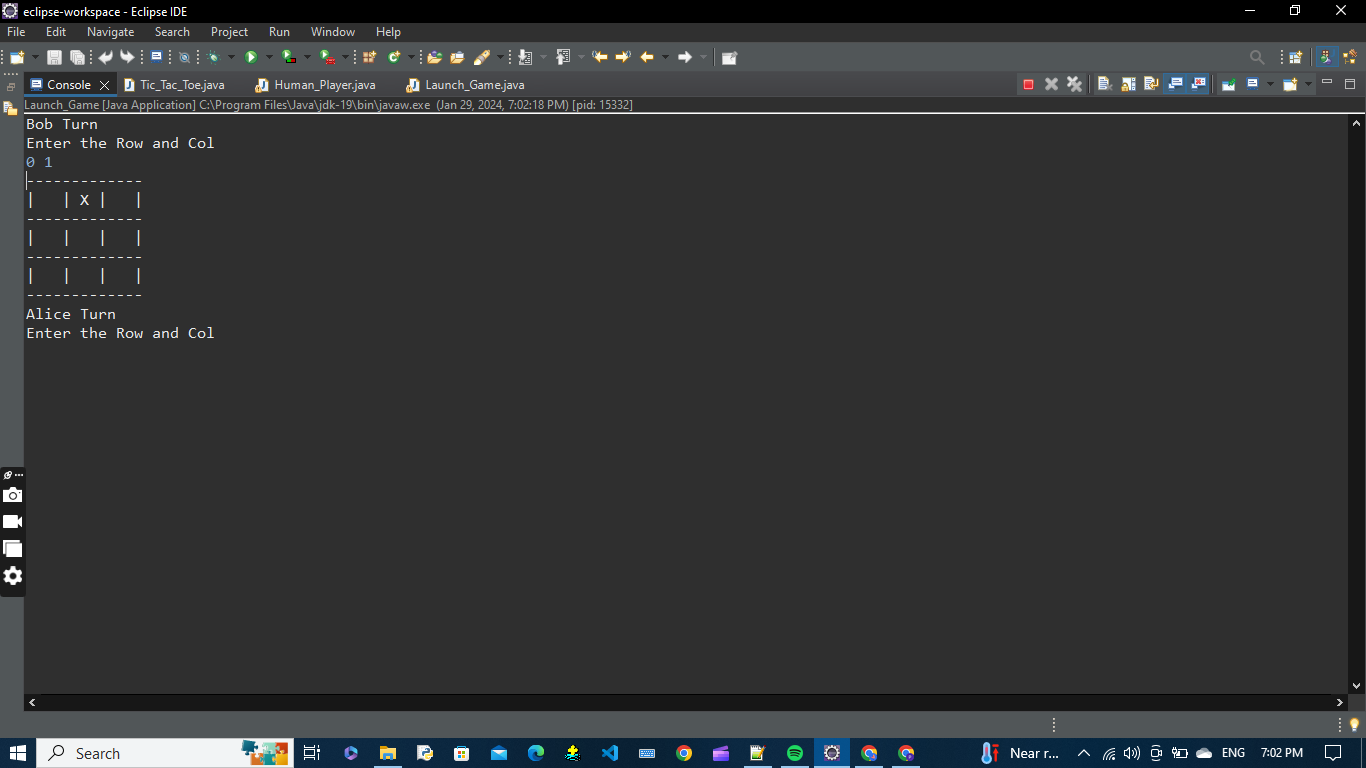 eclipse-workspace - Eclipse IDE
File Edit Navigate Search Project Run Window Help
Console Tic_Tac_Toe.java Human_Player.java Launch_Game.java
Launch_Game [Java Application] C:\Program Files\Java\jdk-19\bin\javaw.exe (Jan 29, 2024, 7:02:18 PM) [pid: 15332]
Bob Turn
Enter the Row and Col
0 1
-------------
|   | X |   |
-------------
|   |   |   |
-------------
|   |   |   |
-------------
Alice Turn
Enter the Row and Col
Search Near r... ENG 7:02 PM